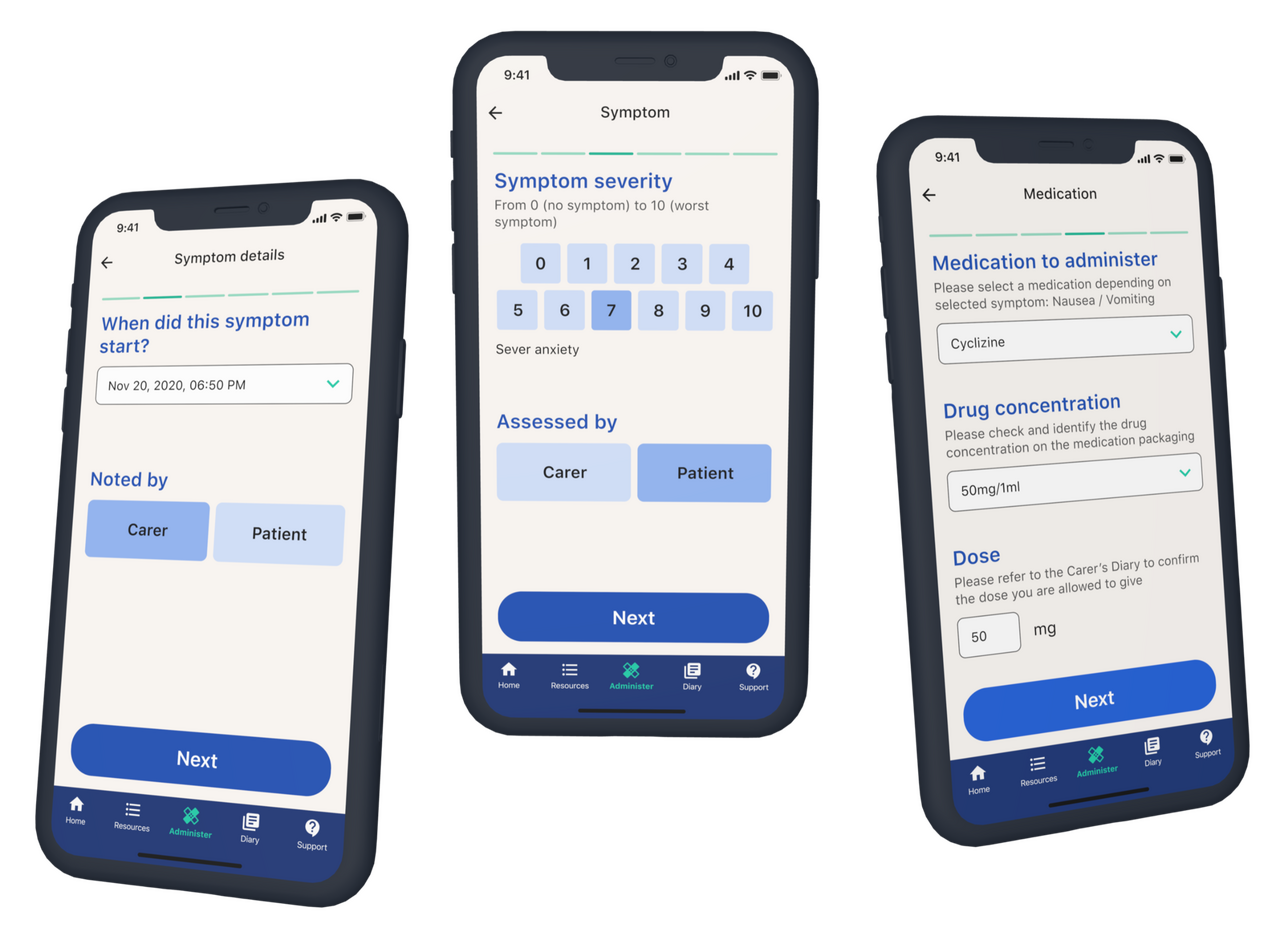 9:41
Symptom details
When did this symptom
start?
Nov 20, 2020, 06:50 PM
Noted by
Carer
Patient
Next
Home
Resources
Administer
Diary
Support
9:41
Symptom
Symptom severity
From 0 (no symptom) to 10 (worst
symptom)
0 1 2 3 4
5 6 7 8 9 10
Sever anxiety
Assessed by
Carer
Patient
Next
Home
Resources
Administer
Diary
Support
9:41
Medication
Medication to administer
Please select a medication depending on
selected symptom: Nausea / Vomiting
Cyclizine
Drug concentration
Please check and identify the drug
concentration on the medication packaging
50mg/1ml
Dose
Please refer to the Carer's Diary to confirm
the dose you are allowed to give
50 mg
Next
Home
Resources
Administer
Diary
Support